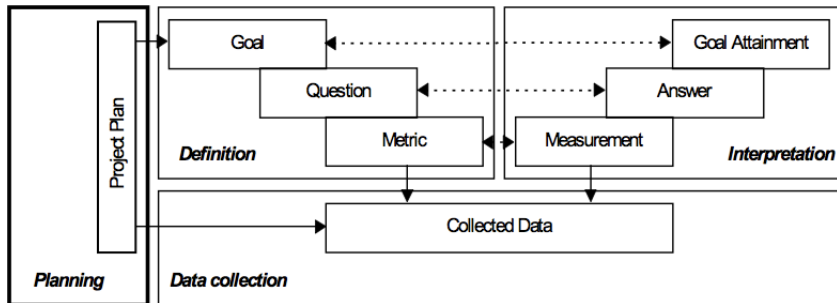 Goal
Goal Attainment
Question
Answer
Metric
Measurement
Definition
Interpretation
Project Plan
Collected Data
Planning
Data collection